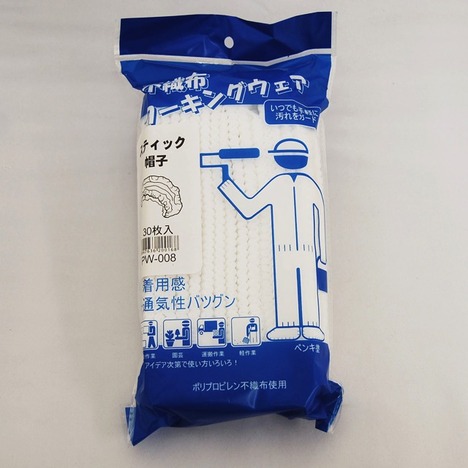 不織布
ワーキングウェア
いつでも手軽に
汚れをガード
スティック
帽子
30枚入
PW-008
着用感
通気性バツグン
作業
園芸
運搬作業
軽作業
アイデア次第で使い方いろいろ!
ペンキ塗
ポリプロピレン不織布使用